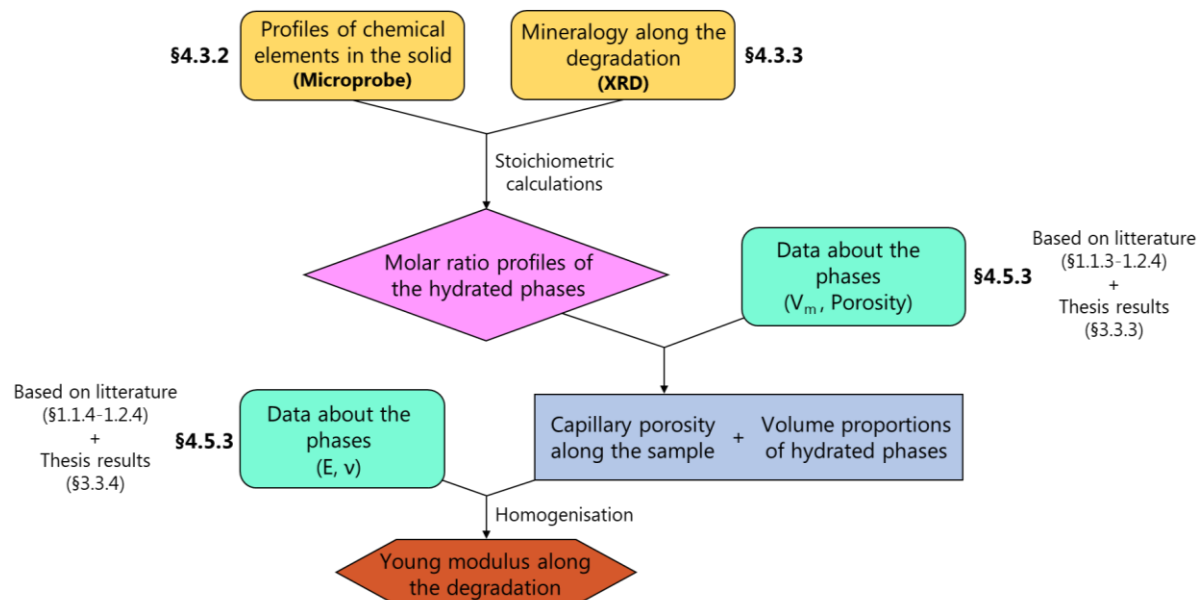 §4.3.2
Profiles of chemical
elements in the solid
(Microprobe)
Mineralogy along the
degradation
(XRD)
§4.3.3
Stoichiometric
calculations
Molar ratio profiles of
the hydrated phases
Data about the
phases
(Vm , Porosity)
§4.5.3
Based on litterature
(§1.1.3-1.2.4)
+
Thesis results
(§3.3.3)
Based on litterature
(§1.1.4-1.2.4)
+
Thesis results
(§3.3.4)
§4.5.3
Data about the
phases
(E, ν)
Capillary porosity
along the sample
+
Volume proportions
of hydrated phases
Homogenisation
Young modulus along
the degradation